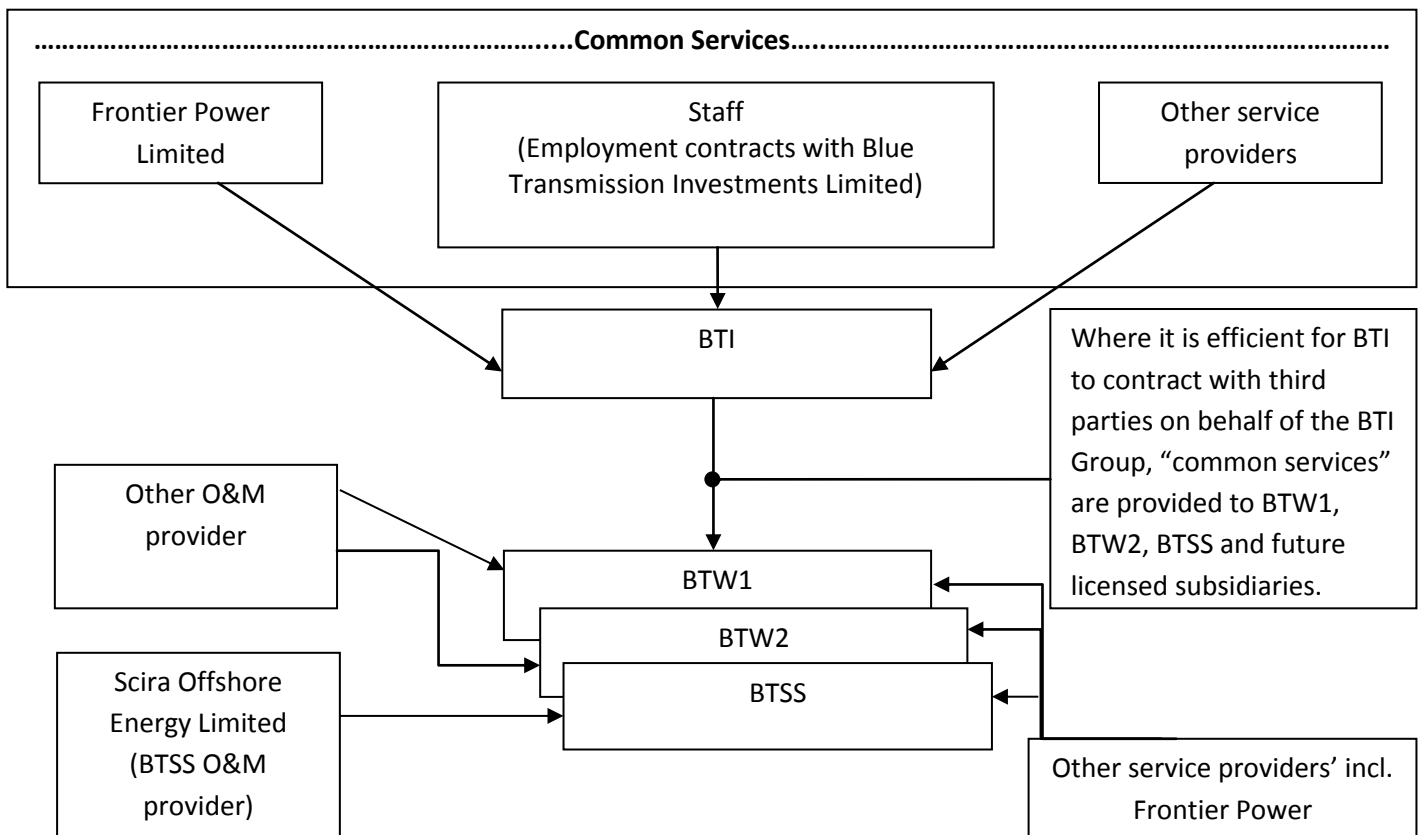 ……………………………………………………………………....Common Services…..………………………………………………………………………………
Frontier Power
Limited
Staff
(Employment contracts with Blue
Transmission Investments Limited)
Other service
providers
BTI
Where it is efficient for BTI
to contract with third
parties on behalf of the BTI
Group, “common services”
are provided to BTW1,
BTW2, BTSS and future
licensed subsidiaries.
Other O&M
provider
BTW1
BTW2
BTSS
Scira Offshore
Energy Limited
(BTSS O&M
provider)
Other service providers’ incl.
Frontier Power